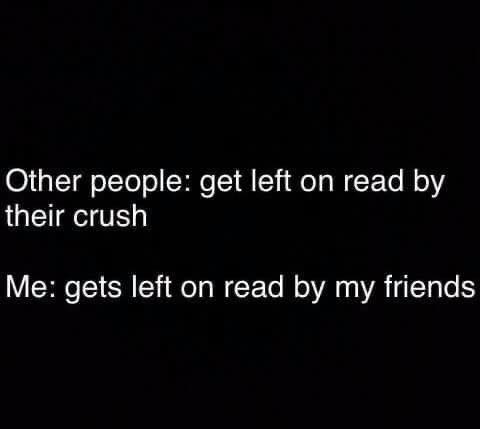 Other people: get left on read by
their crush
Me: gets left on read by my friends